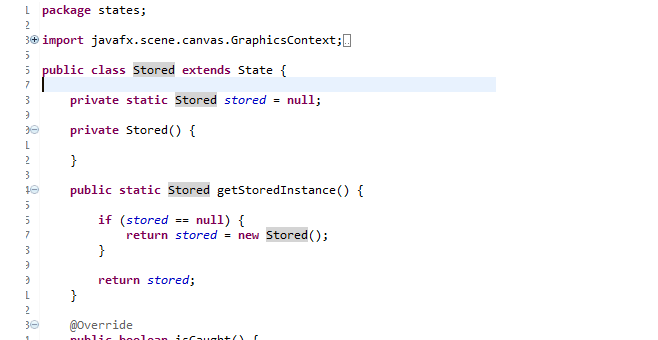 package states;
import javafx.scene.canvas.GraphicsContext;
public class Stored extends State {
private static Stored stored = null;
private Stored() {
}
public static Stored getStoredInstance() {
if (stored == null) {
return stored = new Stored();
}
return stored;
}
@Override
public boolean isCaught() {